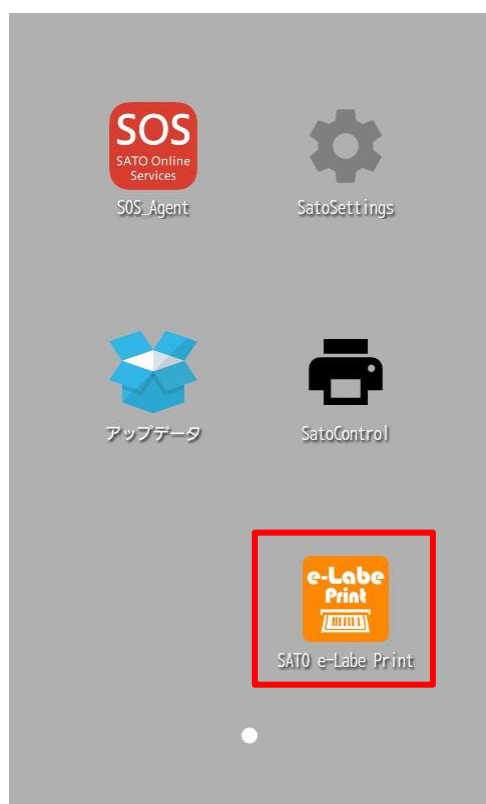 SOS
SATO Online
Services
SOS_Agent
SatoSettings
アップデータ
SatoControl
e-Labe
Print
SATO e-Labe Print